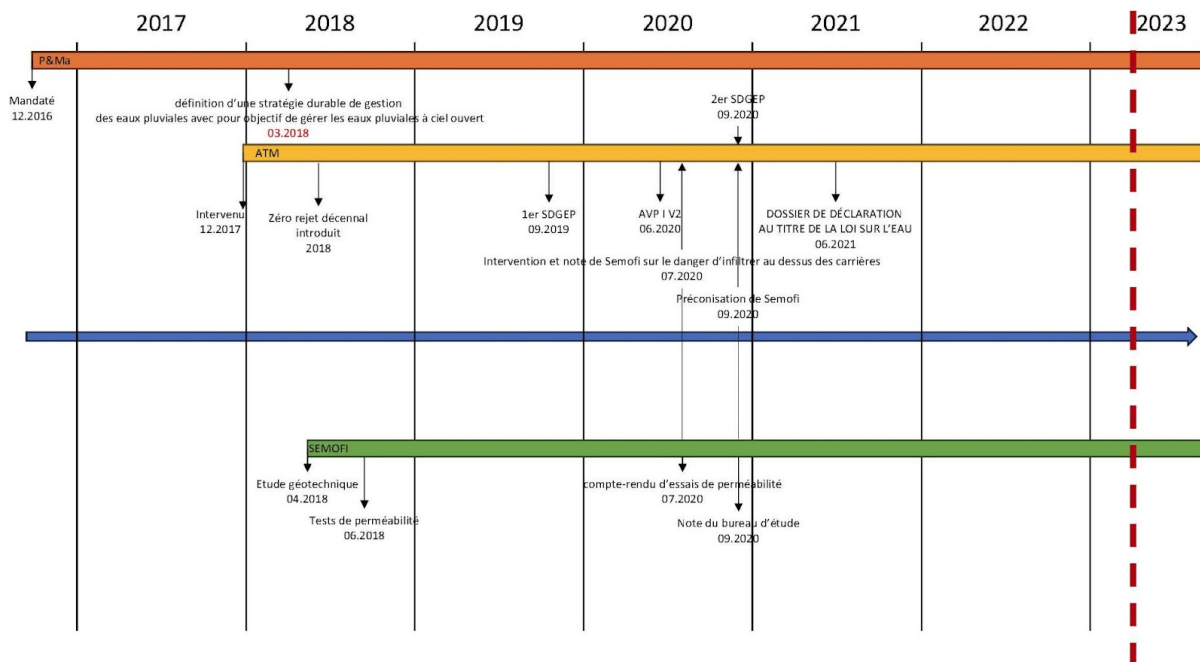 2017
2018
2019
2020
2021
2022
2023
P&Ma
Mandaté
12.2016
définition d'une stratégie durable de gestion
des eaux pluviales avec pour objectif de gérer les eaux pluviales à ciel ouvert
03.2018
2er SDGEP
09.2020
ATM
Intervenu
12.2017
Zéro rejet décennal
introduit
2018
1er SDGEP
09.2019
AVP I V2
06.2020
DOSSIER DE DÉCLARATION
AU TITRE DE LA LOI SUR L'EAU
06.2021
Intervention et note de Semofi sur le danger d'infiltrer au dessus des carrières
07.2020
Préconisation de Semofi
09.2020
SEMOFI
Etude géotechnique
04.2018
Tests de perméabilité
06.2018
compte-rendu d'essais de perméabilité
07.2020
Note du bureau d'étude
09.2020